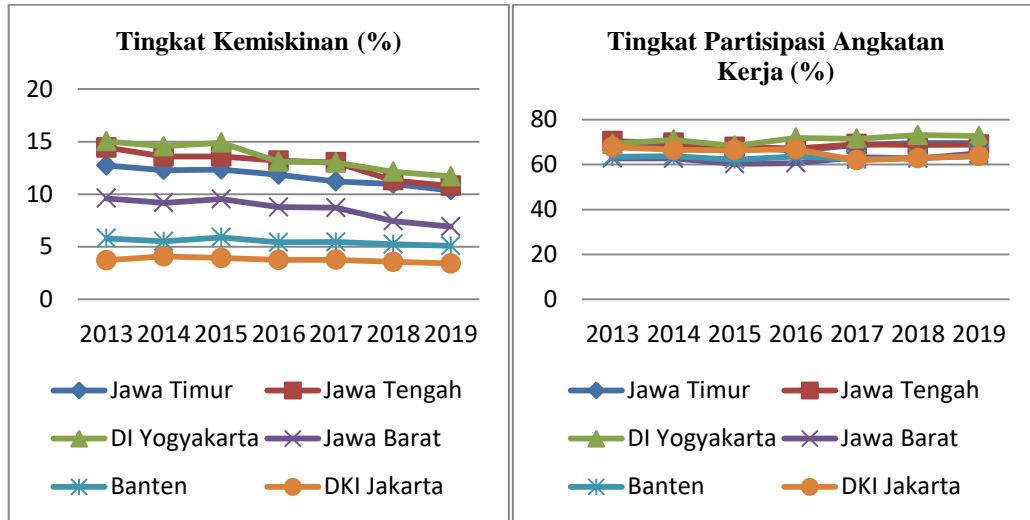 Tingkat Kemiskinan (%)
20
15
10
5
0
2013 2014 2015 2016 2017 2018 2019
Jawa Timur
Jawa Tengah
DI Yogyakarta
Jawa Barat
Banten
DKI Jakarta
Tingkat Partisipasi Angkatan
Kerja (%)
80
60
40
20
0
2013 2014 2015 2016 2017 2018 2019
Jawa Timur
Jawa Tengah
DI Yogyakarta
Jawa Barat
Banten
DKI Jakarta